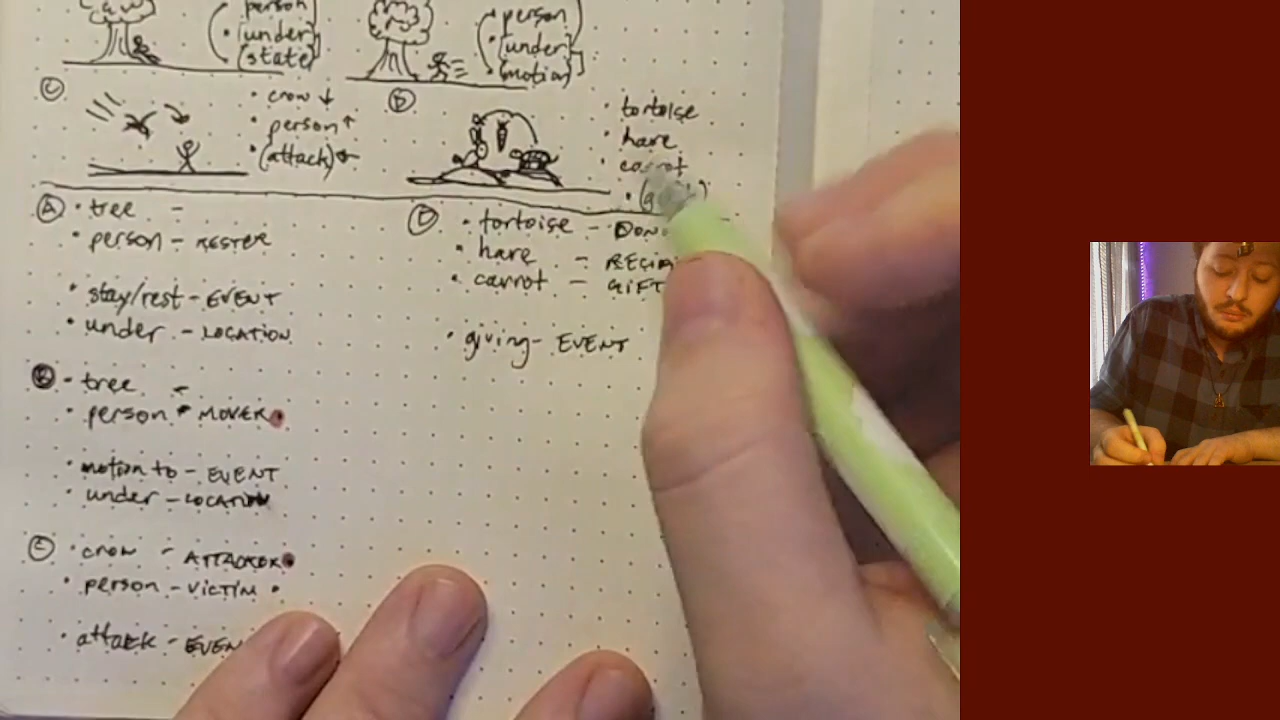 person
• {under}
{state}
person
{under}
{motion}
C
• crow ↓
• person ↑
• (attack)
D
• tortoise
• hare
• carrot
A • tree -
• person - RESTER
• stay/rest - EVENT
• under - LOCATION
B - tree -
• person - MOVER
• motion to - EVENT
• under - LOCATION
C • crow - ATTACKER
• person - VICTIM •
• attack - EVEN
D • tortoise - DONO
• hare - RECIP
• carrot - GIFT
• giving - EVENT